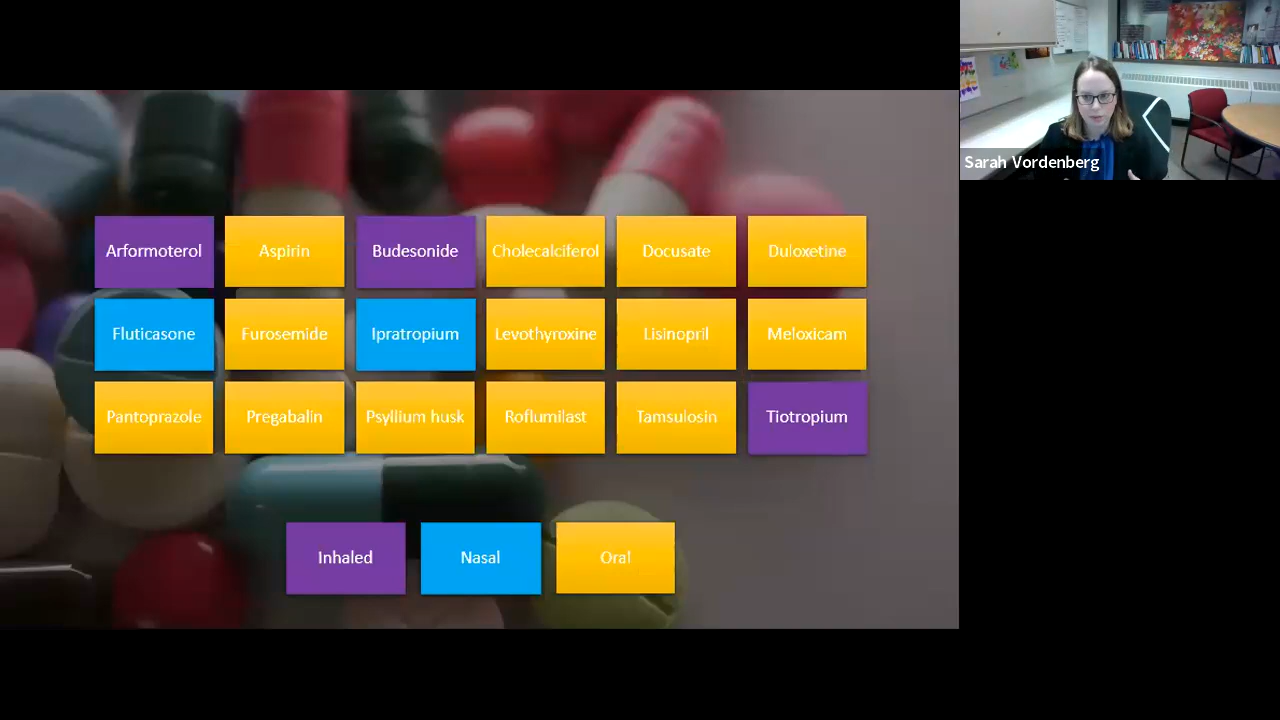 Sarah Vordenberg
Arformoterol
Aspirin
Budesonide
Cholecalciferol
Docusate
Duloxetine
Fluticasone
Furosemide
Ipratropium
Levothyroxine
Lisinopril
Meloxicam
Pantoprazole
Pregabalin
Psyllium husk
Roflumilast
Tamsulosin
Tiotropium
Inhaled
Nasal
Oral